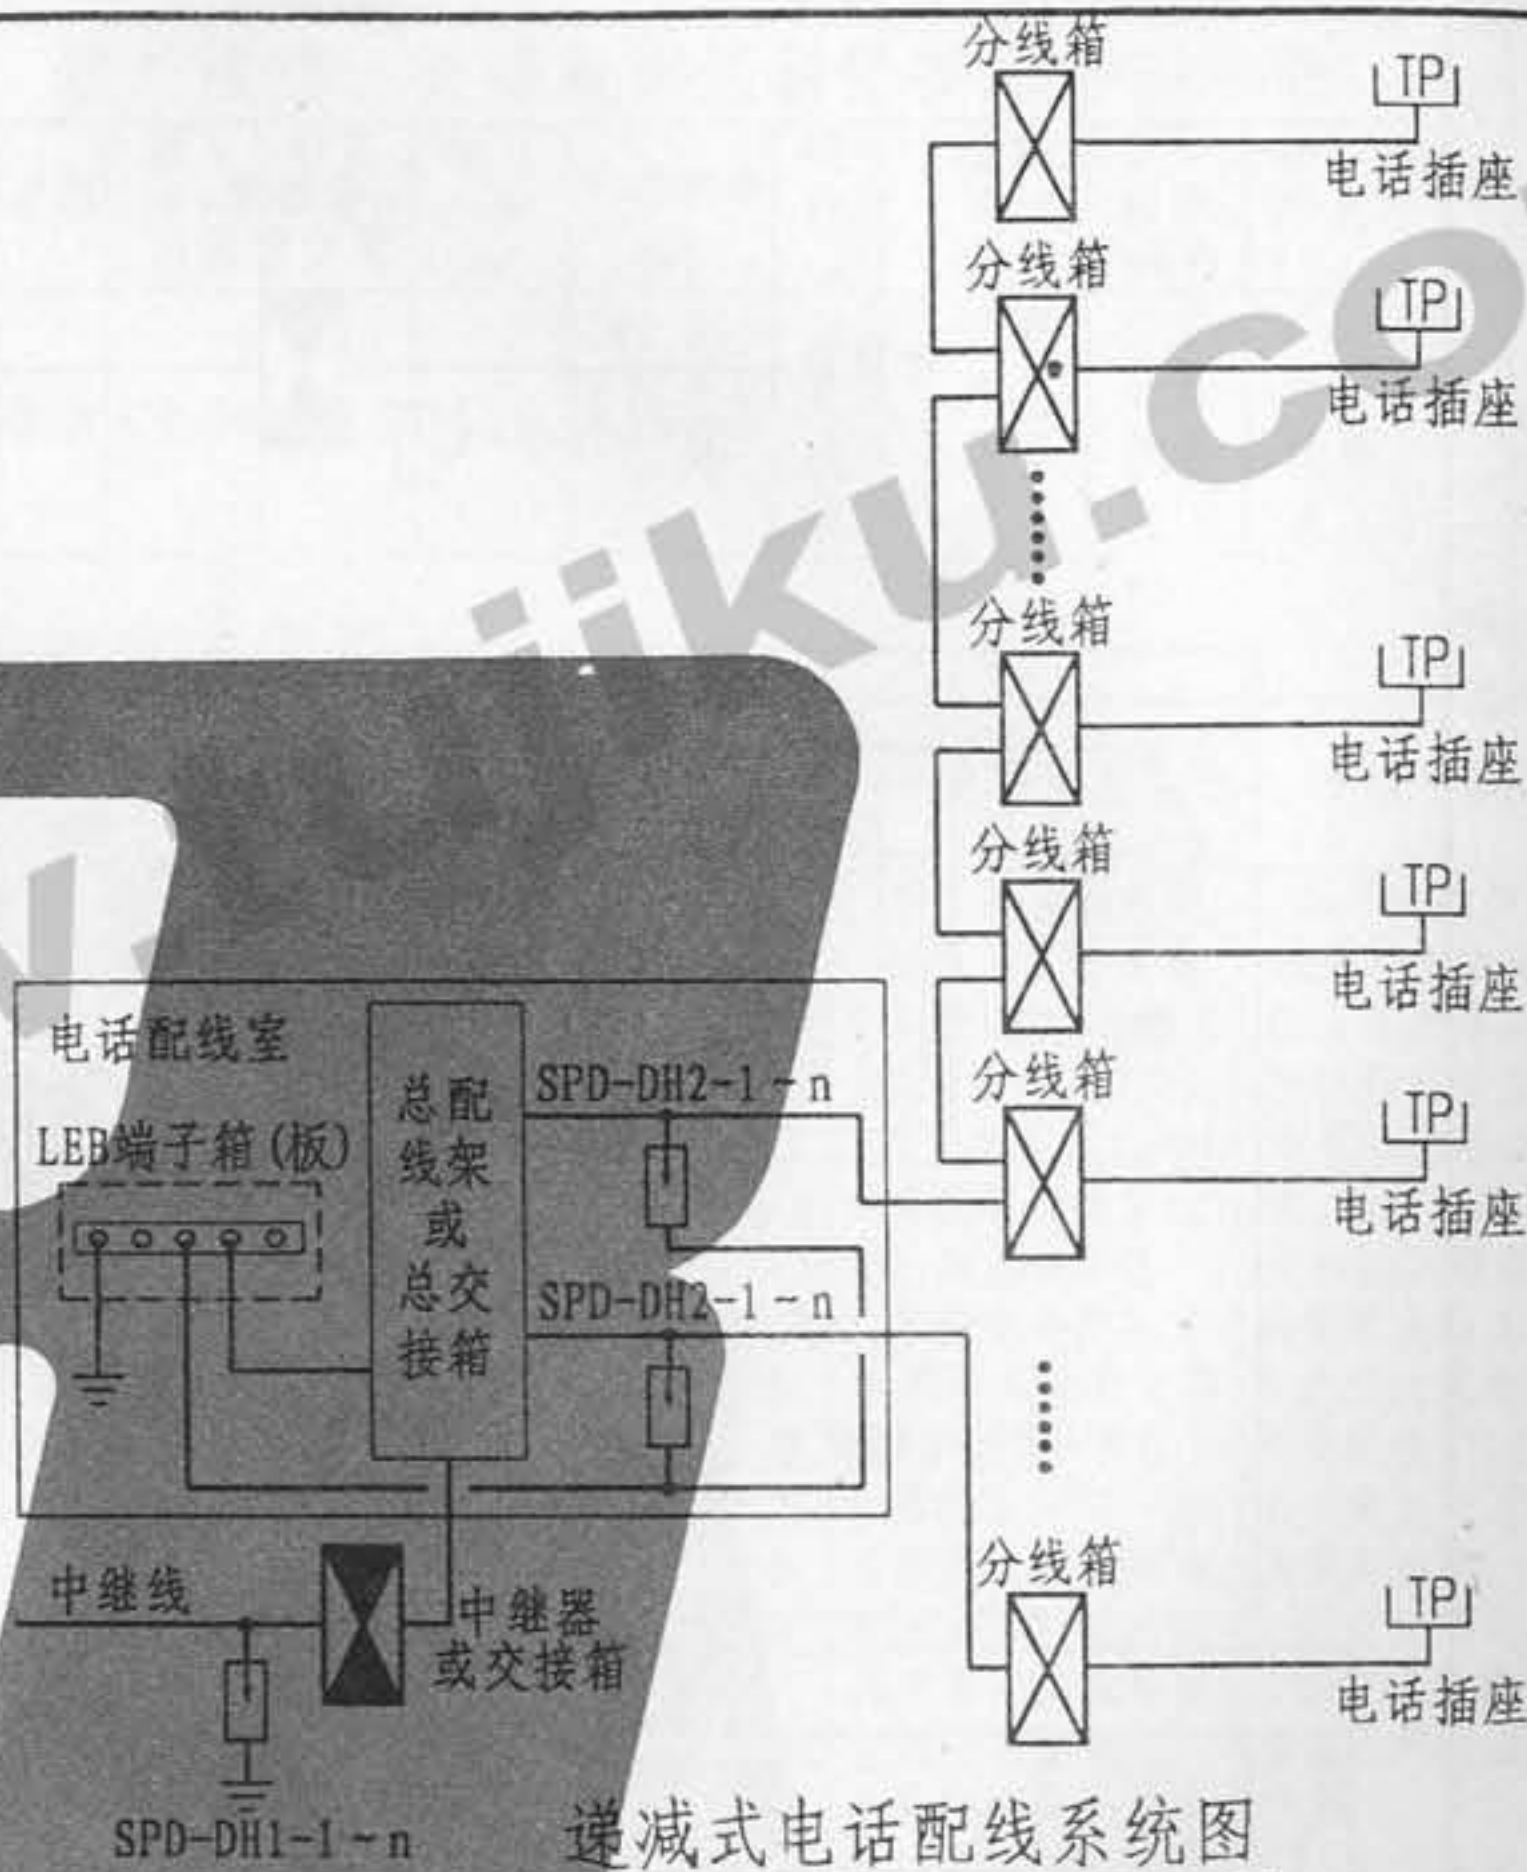 分线箱
TP
电话插座
分线箱
TP
电话插座
分线箱
TP
电话插座
分线箱
TP
电话插座
分线箱
TP
电话插座
电话配线室
LEB端子箱(板)
总配
线架
或
总交
接箱
SPD-DH2-1~n
SPD-DH2-1~n
分线箱
TP
电话插座
中继线
中继器
或交接箱
SPD-DH1-1~n
递减式电话配线系统图
jiku.co